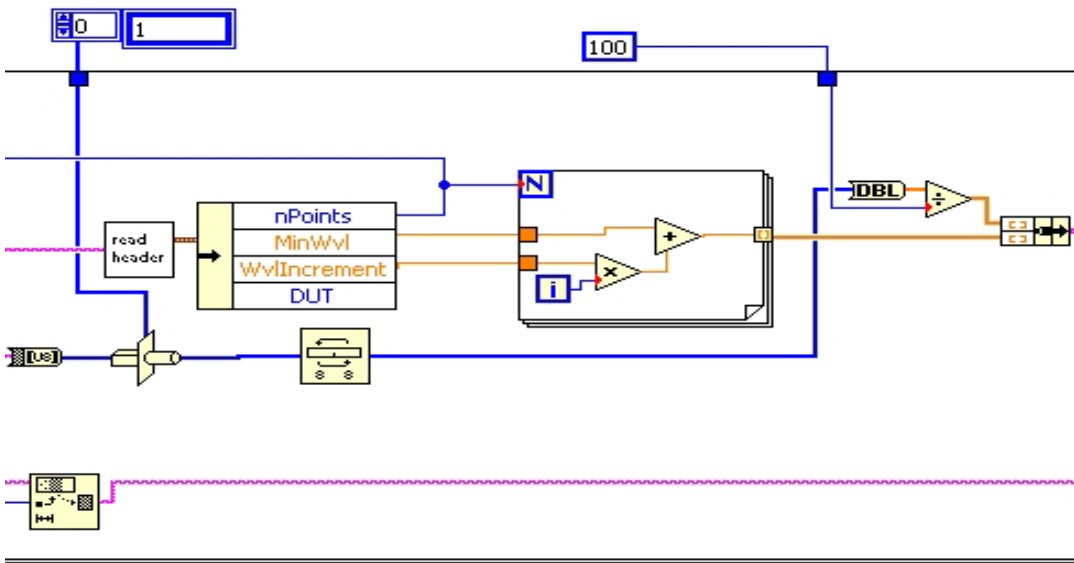 0
1
100
N
nPoints
MinWvl
WvlIncrement
DUT
read
header
DBL
+
÷
x
i
[U8]